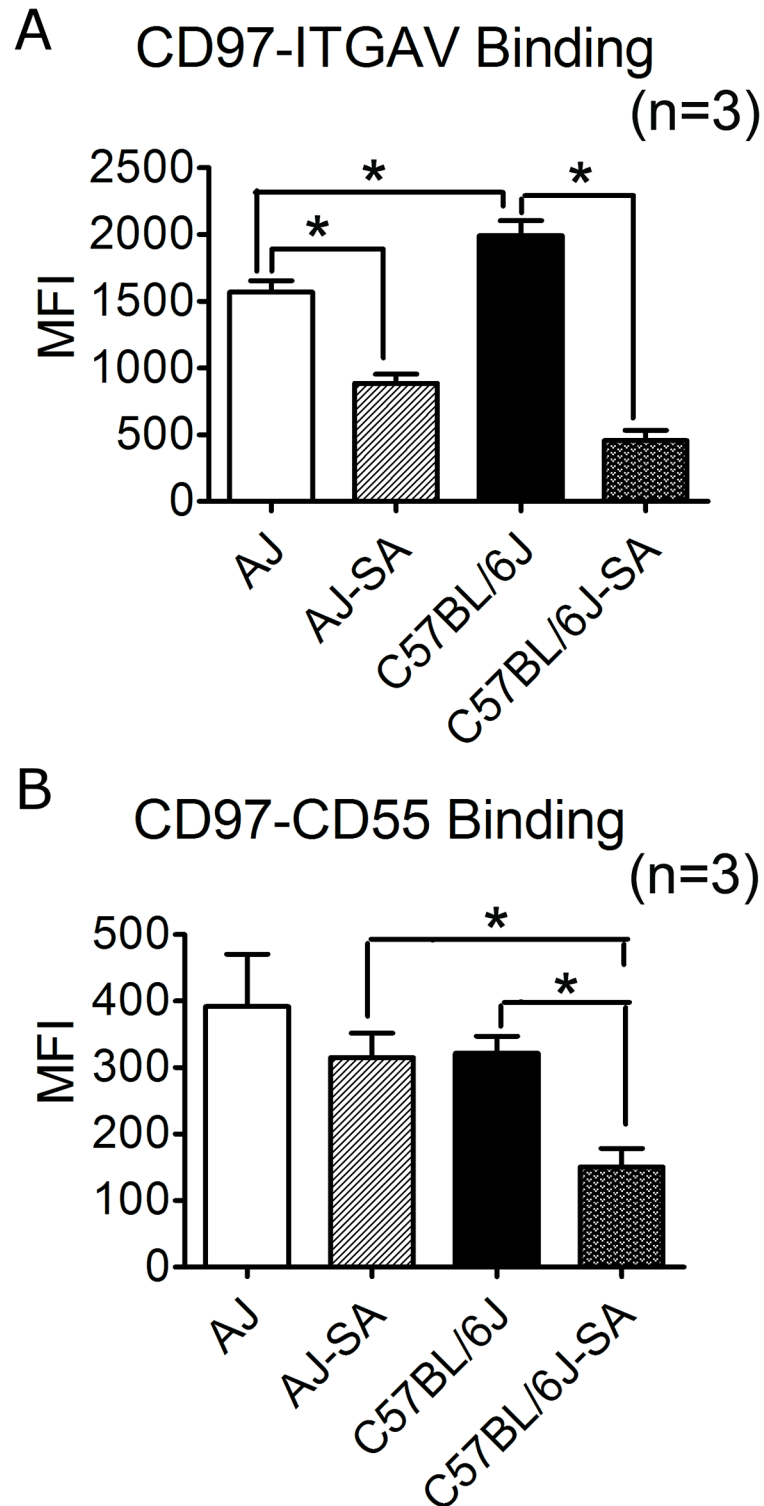 A
CD97-ITGAV Binding
(n=3)
2500
2000
1500
1000
500
0
MFI
*
*
*
AJ
AJ-SA
C57BL/6J
C57BL/6J-SA
B
CD97-CD55 Binding
(n=3)
500
400
300
200
100
0
MFI
*
*
AJ
AJ-SA
C57BL/6J
C57BL/6J-SA